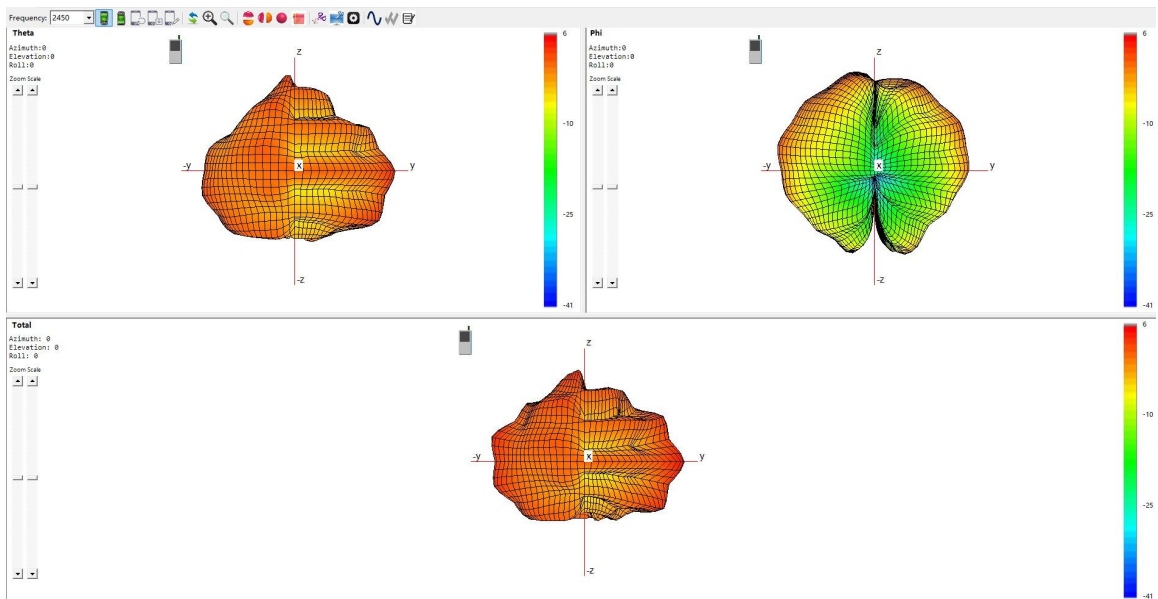 Frequency: 2450
Theta
Azimuth:0
Elevation:0
Roll:0
Zoom Scale
z
-y
x
y
-z
6
-10
-25
-41
Phi
Azimuth:0
Elevation:0
Roll:0
Zoom Scale
z
-y
x
y
-z
6
-10
-25
-41
Total
Azimuth: 0
Elevation: 0
Roll: 0
Zoom Scale
z
-y
x
y
-z
6
-10
-25
-41